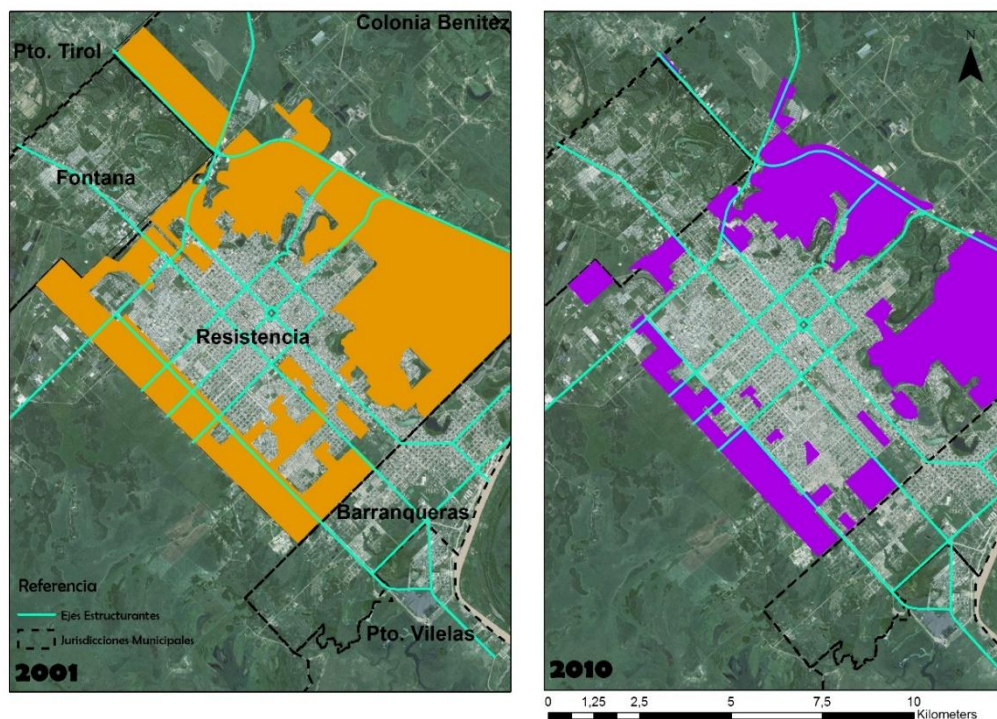 Colonia Benitez
Pto. Tirol
Fontana
Resistencia
Barranqueras
Pto. Vilelas
Referencia
Ejes Estructurantes
Jurisdicciones Municipales
2001
N
2010
0 1,25 2,5 5 7,5 10
Kilometers